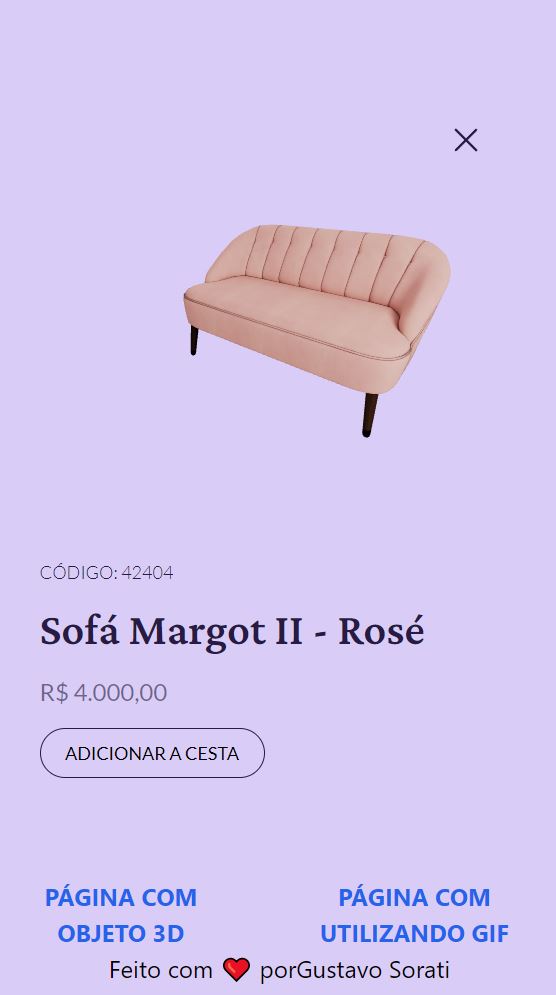 CÓDIGO: 42404
Sofá Margot II - Rosé
R$ 4.000,00
ADICIONAR A CESTA
PÁGINA COM
OBJETO 3D
PÁGINA COM
UTILIZANDO GIF
Feito com ❤️ porGustavo Sorati